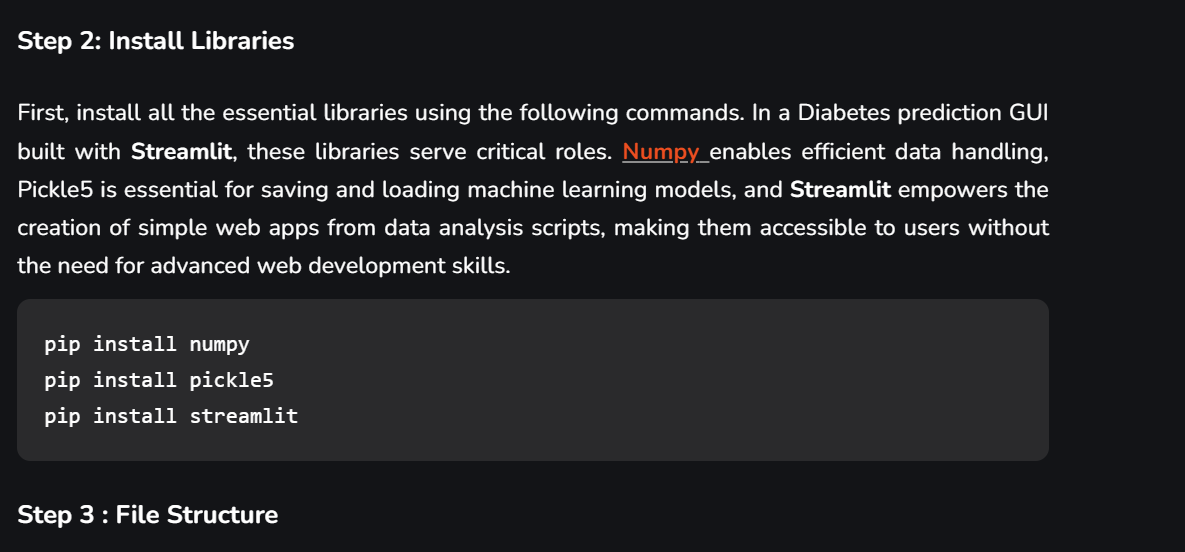 Step 2: Install Libraries
First, install all the essential libraries using the following commands. In a Diabetes prediction GUI
built with Streamlit, these libraries serve critical roles. Numpy enables efficient data handling,
Pickle5 is essential for saving and loading machine learning models, and Streamlit empowers the
creation of simple web apps from data analysis scripts, making them accessible to users without
the need for advanced web development skills.
pip install numpy
pip install pickle5
pip install streamlit
Step 3 : File Structure